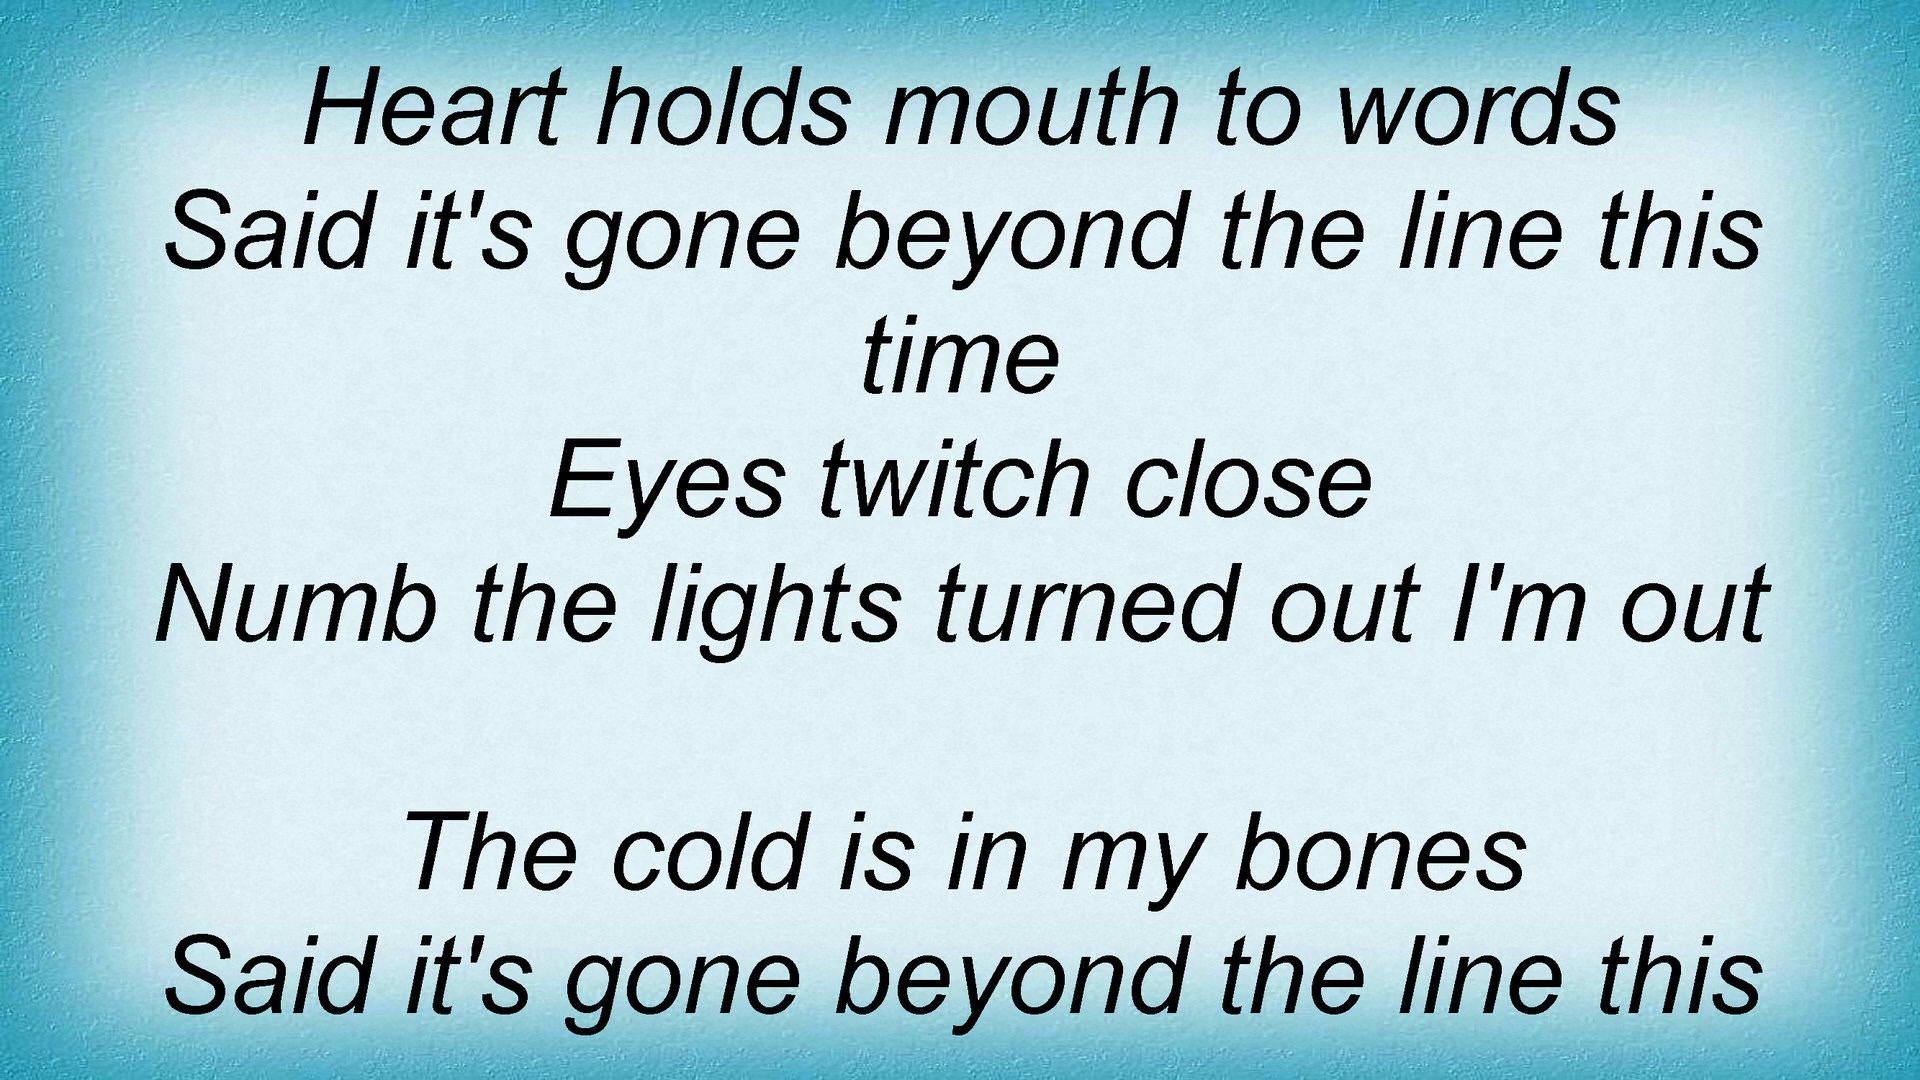 Heart holds mouth to words
Said it's gone beyond the line this
time
Eyes twitch close
Numb the lights turned out I'm out
The cold is in my bones
Said it's gone beyond the line this